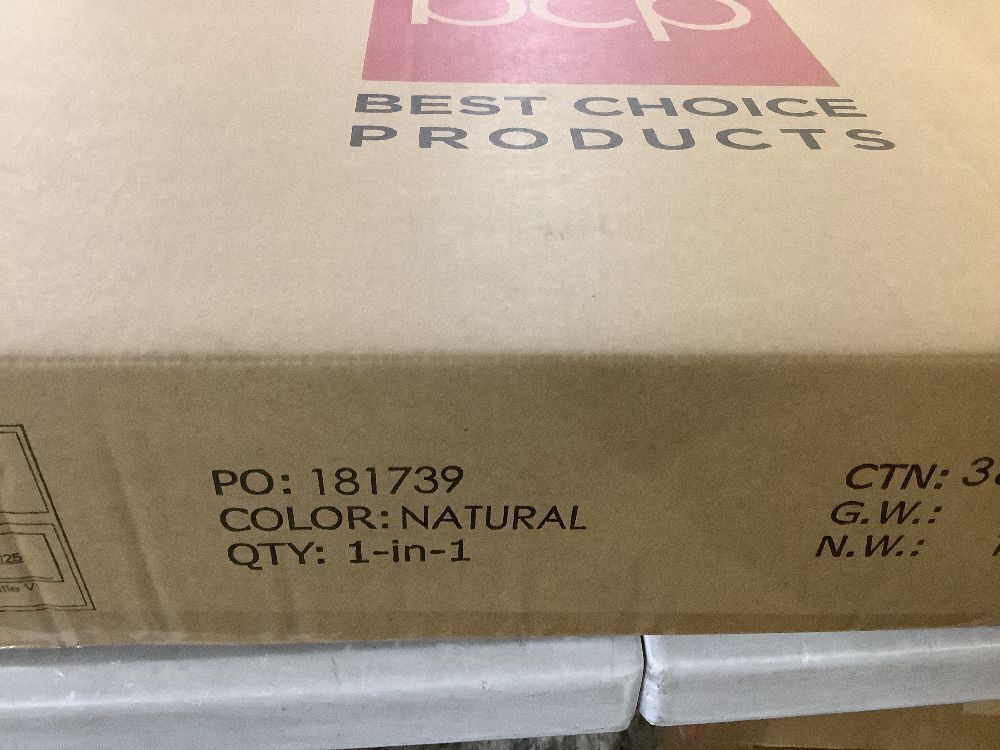 bcp
BEST CHOICE
PRODUCTS
PO: 181739
COLOR: NATURAL
QTY: 1-in-1
CTN:
G.W.:
N.W.: